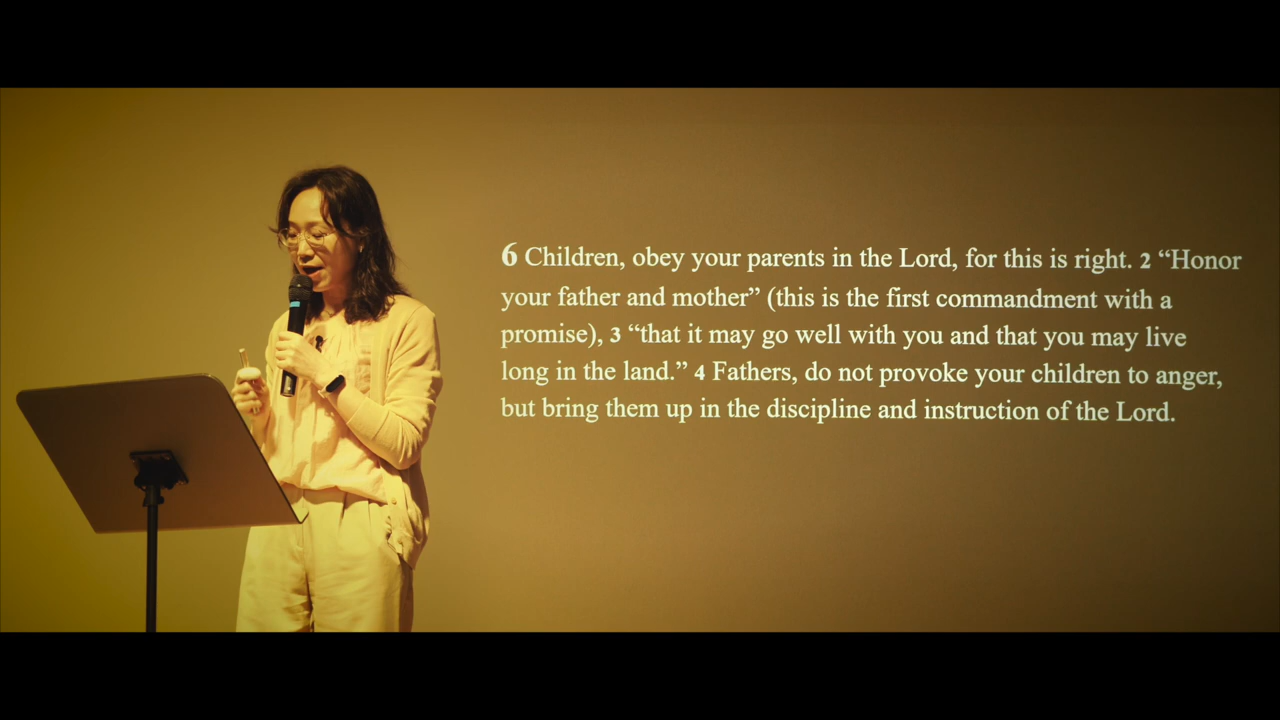 6 Children, obey your parents in the Lord, for this is right. 2 “Honor
your father and mother” (this is the first commandment with a
promise), 3 “that it may go well with you and that you may live
long in the land.” 4 Fathers, do not provoke your children to anger,
but bring them up in the discipline and instruction of the Lord.